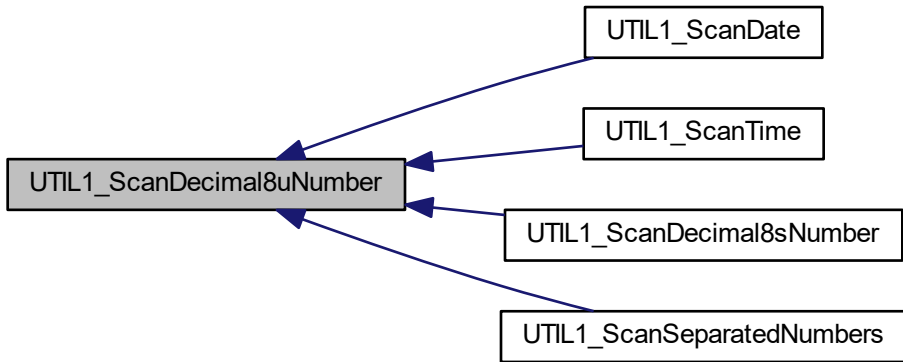 UTIL1_ScanDate
UTIL1_ScanTime
UTIL1_ScanDecimal8uNumber
UTIL1_ScanDecimal8sNumber
UTIL1_ScanSeparatedNumbers